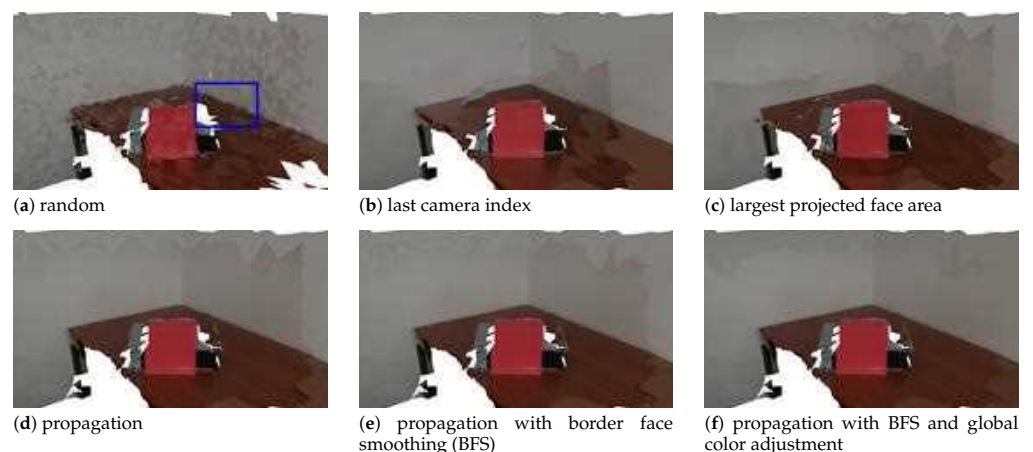 (a) random
(b) last camera index
(c) largest projected face area
(d) propagation
(e) propagation with border face
smoothing (BFS)
(f) propagation with BFS and global
color adjustment